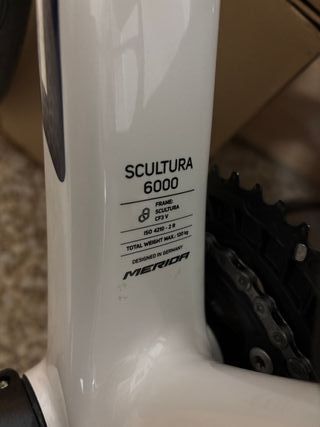 SCULTURA
6000
FRAME:
SCULTURA
CF3 V
ISO 4210 - 2 R
TOTAL WEIGHT MAX.: 120 kg
DESIGNED IN GERMANY
MERIDA